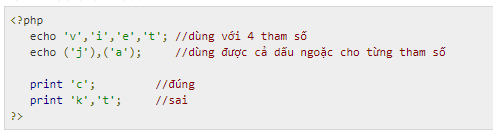 <?php
echo 'v','i','e','t'; //dùng với 4 tham số
echo ('j'),('a'); //dùng được cả dấu ngoặc cho từng tham số
print 'c'; //đúng
print 'k','t'; //sai
?>